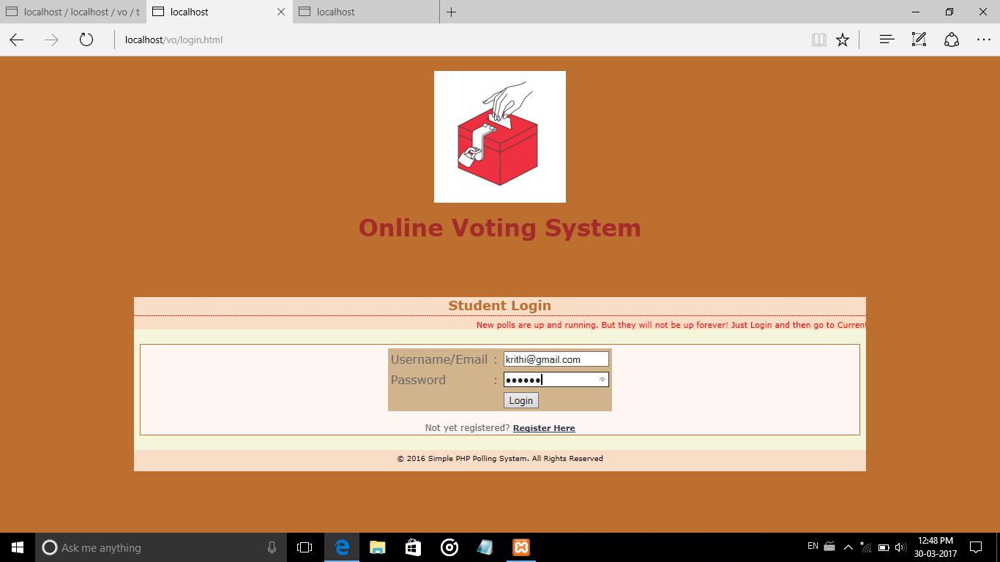 localhost / localhost / vo / t
localhost
localhost
localhost/vo/login.html
Online Voting System
Student Login
New polls are up and running. But they will not be up forever! Just Login and then go to Current
Username/Email : krithi@gmail.com
Password : ●●●●●●
Login
Not yet registered? Register Here
© 2016 Simple PHP Polling System. All Rights Reserved
Ask me anything
EN
12:48 PM
30-03-2017